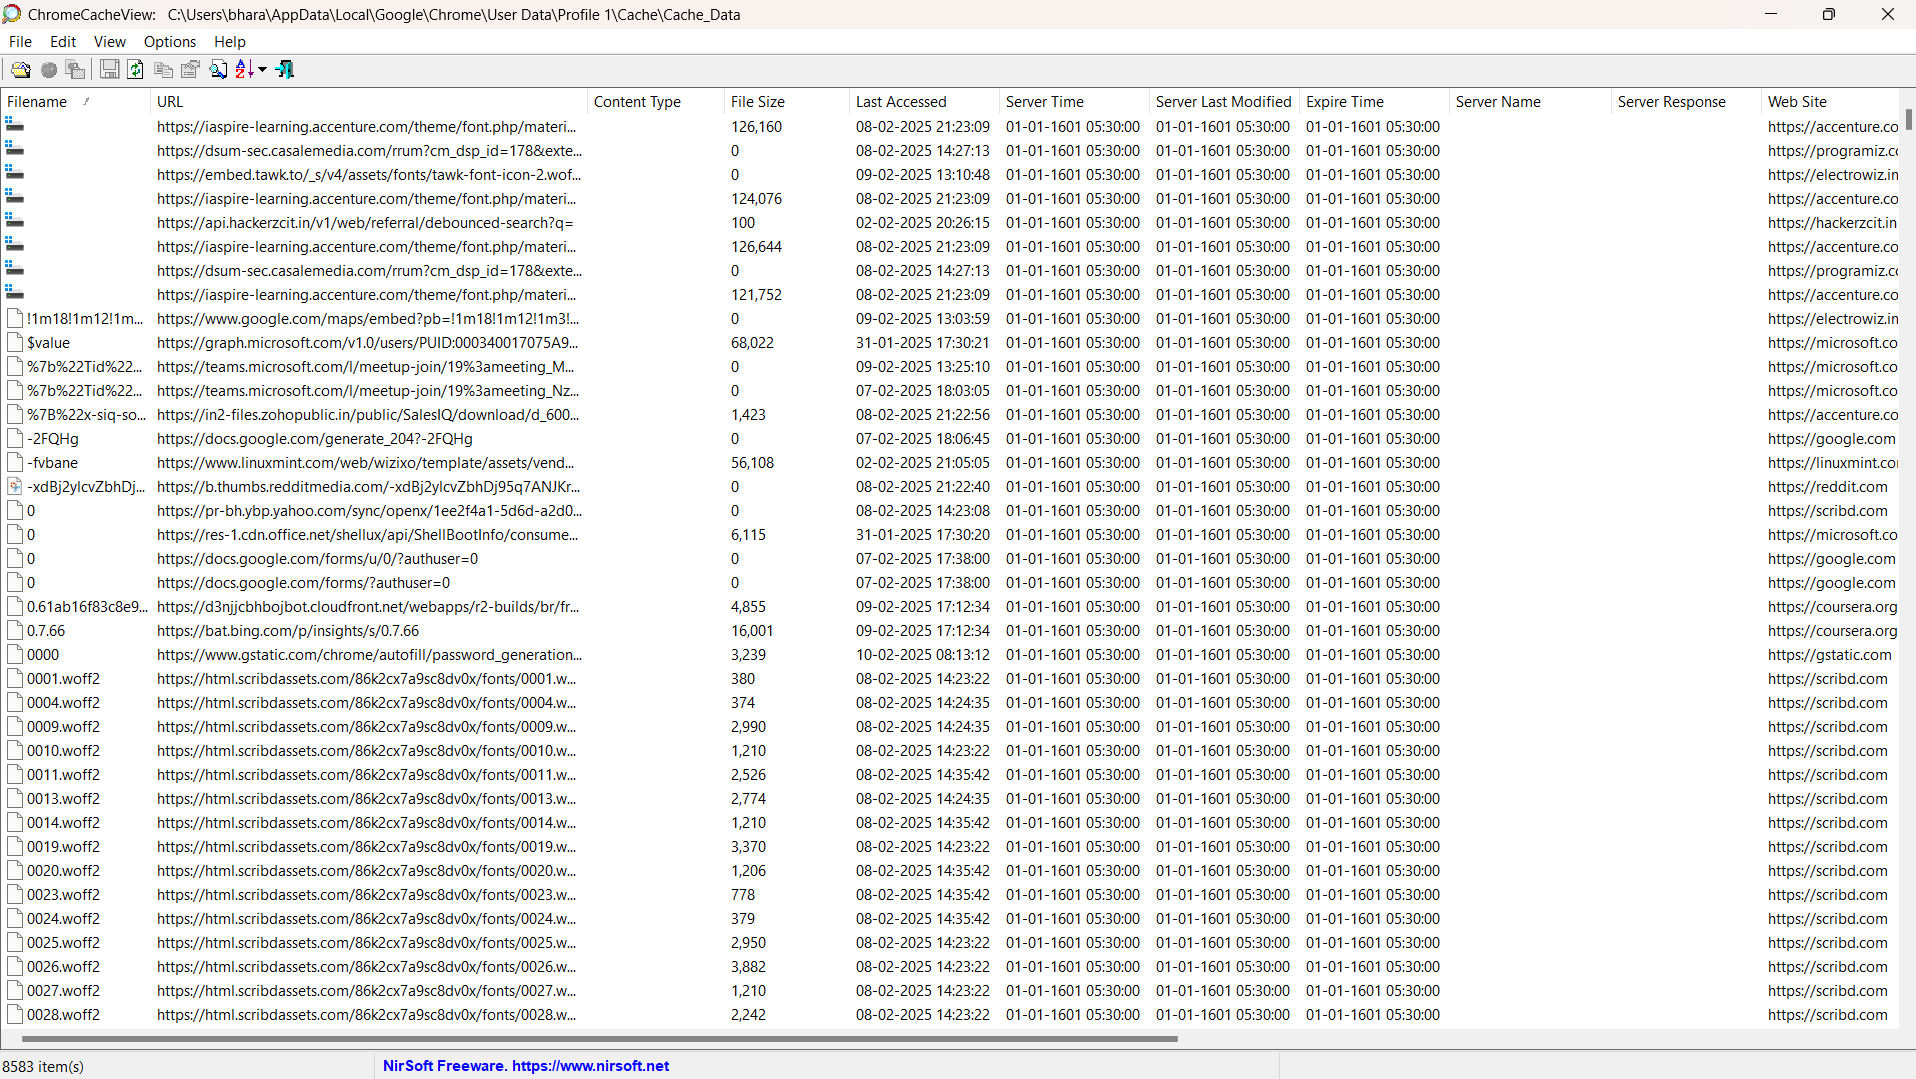 ChromeCacheView: C:\Users\bhara\AppData\Local\Google\Chrome\User Data\Profile 1\Cache\Cache_Data
File Edit View Options Help
Filename URL Content Type File Size Last Accessed Server Time Server Last Modified Expire Time Server Name Server Response Web Site
https://iaspire-learning.accenture.com/theme/font.php/materi... 126,160 08-02-2025 21:23:09 01-01-1601 05:30:00 01-01-1601 05:30:00 01-01-1601 05:30:00 https://accenture.co
https://dsum-sec.casalemedia.com/rrum?cm_dsp_id=178&exte... 0 08-02-2025 14:27:13 01-01-1601 05:30:00 01-01-1601 05:30:00 01-01-1601 05:30:00 https://programiz.cc
https://embed.tawk.to/_s/v4/assets/fonts/tawk-font-icon-2.wof... 0 09-02-2025 13:10:48 01-01-1601 05:30:00 01-01-1601 05:30:00 01-01-1601 05:30:00 https://electrowiz.in
https://iaspire-learning.accenture.com/theme/font.php/materi... 124,076 08-02-2025 21:23:09 01-01-1601 05:30:00 01-01-1601 05:30:00 01-01-1601 05:30:00 https://accenture.co
https://api.hackerzcit.in/v1/web/referral/debounced-search?q= 100 02-02-2025 20:26:15 01-01-1601 05:30:00 01-01-1601 05:30:00 01-01-1601 05:30:00 https://hackerzcit.in
https://iaspire-learning.accenture.com/theme/font.php/materi... 126,644 08-02-2025 21:23:09 01-01-1601 05:30:00 01-01-1601 05:30:00 01-01-1601 05:30:00 https://accenture.co
https://dsum-sec.casalemedia.com/rrum?cm_dsp_id=178&exte... 0 08-02-2025 14:27:13 01-01-1601 05:30:00 01-01-1601 05:30:00 01-01-1601 05:30:00 https://programiz.cc
https://iaspire-learning.accenture.com/theme/font.php/materi... 121,752 08-02-2025 21:23:09 01-01-1601 05:30:00 01-01-1601 05:30:00 01-01-1601 05:30:00 https://accenture.co
!1m18!1m12!1m... https://www.google.com/maps/embed?pb=!1m18!1m12!1m3!... 0 09-02-2025 13:03:59 01-01-1601 05:30:00 01-01-1601 05:30:00 01-01-1601 05:30:00 https://electrowiz.in
$value https://graph.microsoft.com/v1.0/users/PUID:000340017075A9... 68,022 31-01-2025 17:30:21 01-01-1601 05:30:00 01-01-1601 05:30:00 01-01-1601 05:30:00 https://microsoft.co
%7b%22Tid%22... https://teams.microsoft.com/l/meetup-join/19%3ameeting_M... 0 09-02-2025 13:25:10 01-01-1601 05:30:00 01-01-1601 05:30:00 01-01-1601 05:30:00 https://microsoft.co
%7b%22Tid%22... https://teams.microsoft.com/l/meetup-join/19%3ameeting_Nz... 0 07-02-2025 18:03:05 01-01-1601 05:30:00 01-01-1601 05:30:00 01-01-1601 05:30:00 https://microsoft.co
%7B%22x-siq-so... https://in2-files.zohopublic.in/public/SalesIQ/download/d_600... 1,423 08-02-2025 21:22:56 01-01-1601 05:30:00 01-01-1601 05:30:00 01-01-1601 05:30:00 https://accenture.co
-2FQHg https://docs.google.com/generate_204?-2FQHg 0 07-02-2025 18:06:45 01-01-1601 05:30:00 01-01-1601 05:30:00 01-01-1601 05:30:00 https://google.com
-fvbane https://www.linuxmint.com/web/wizixo/template/assets/vend... 56,108 02-02-2025 21:05:05 01-01-1601 05:30:00 01-01-1601 05:30:00 01-01-1601 05:30:00 https://linuxmint.coı
-xdBj2ylcvZbhDj... https://b.thumbs.redditmedia.com/-xdBj2ylcvZbhDj95q7ANJKr... 0 08-02-2025 21:22:40 01-01-1601 05:30:00 01-01-1601 05:30:00 01-01-1601 05:30:00 https://reddit.com
0 https://pr-bh.ybp.yahoo.com/sync/openx/1ee2f4a1-5d6d-a2d0... 0 08-02-2025 14:23:08 01-01-1601 05:30:00 01-01-1601 05:30:00 01-01-1601 05:30:00 https://scribd.com
0 https://res-1.cdn.office.net/shellux/api/ShellBootInfo/consume... 6,115 31-01-2025 17:30:20 01-01-1601 05:30:00 01-01-1601 05:30:00 01-01-1601 05:30:00 https://microsoft.co
0 https://docs.google.com/forms/u/0/?authuser=0 0 07-02-2025 17:38:00 01-01-1601 05:30:00 01-01-1601 05:30:00 01-01-1601 05:30:00 https://google.com
0 https://docs.google.com/forms/?authuser=0 0 07-02-2025 17:38:00 01-01-1601 05:30:00 01-01-1601 05:30:00 01-01-1601 05:30:00 https://google.com
0.61ab16f83c8e9... https://d3njjcbhbojbot.cloudfront.net/webapps/r2-builds/br/fr... 4,855 09-02-2025 17:12:34 01-01-1601 05:30:00 01-01-1601 05:30:00 01-01-1601 05:30:00 https://coursera.org
0.7.66 https://bat.bing.com/p/insights/s/0.7.66 16,001 09-02-2025 17:12:34 01-01-1601 05:30:00 01-01-1601 05:30:00 01-01-1601 05:30:00 https://coursera.org
0000 https://www.gstatic.com/chrome/autofill/password_generation... 3,239 10-02-2025 08:13:12 01-01-1601 05:30:00 01-01-1601 05:30:00 01-01-1601 05:30:00 https://gstatic.com
0001.woff2 https://html.scribdassets.com/86k2cx7a9sc8dv0x/fonts/0001.w... 380 08-02-2025 14:23:22 01-01-1601 05:30:00 01-01-1601 05:30:00 01-01-1601 05:30:00 https://scribd.com
0004.woff2 https://html.scribdassets.com/86k2cx7a9sc8dv0x/fonts/0004.w... 374 08-02-2025 14:24:35 01-01-1601 05:30:00 01-01-1601 05:30:00 01-01-1601 05:30:00 https://scribd.com
0009.woff2 https://html.scribdassets.com/86k2cx7a9sc8dv0x/fonts/0009.w... 2,990 08-02-2025 14:24:35 01-01-1601 05:30:00 01-01-1601 05:30:00 01-01-1601 05:30:00 https://scribd.com
0010.woff2 https://html.scribdassets.com/86k2cx7a9sc8dv0x/fonts/0010.w... 1,210 08-02-2025 14:23:22 01-01-1601 05:30:00 01-01-1601 05:30:00 01-01-1601 05:30:00 https://scribd.com
0011.woff2 https://html.scribdassets.com/86k2cx7a9sc8dv0x/fonts/0011.w... 2,526 08-02-2025 14:35:42 01-01-1601 05:30:00 01-01-1601 05:30:00 01-01-1601 05:30:00 https://scribd.com
0013.woff2 https://html.scribdassets.com/86k2cx7a9sc8dv0x/fonts/0013.w... 2,774 08-02-2025 14:24:35 01-01-1601 05:30:00 01-01-1601 05:30:00 01-01-1601 05:30:00 https://scribd.com
0014.woff2 https://html.scribdassets.com/86k2cx7a9sc8dv0x/fonts/0014.w... 1,210 08-02-2025 14:35:42 01-01-1601 05:30:00 01-01-1601 05:30:00 01-01-1601 05:30:00 https://scribd.com
0019.woff2 https://html.scribdassets.com/86k2cx7a9sc8dv0x/fonts/0019.w... 3,370 08-02-2025 14:23:22 01-01-1601 05:30:00 01-01-1601 05:30:00 01-01-1601 05:30:00 https://scribd.com
0020.woff2 https://html.scribdassets.com/86k2cx7a9sc8dv0x/fonts/0020.w... 1,206 08-02-2025 14:35:42 01-01-1601 05:30:00 01-01-1601 05:30:00 01-01-1601 05:30:00 https://scribd.com
0023.woff2 https://html.scribdassets.com/86k2cx7a9sc8dv0x/fonts/0023.w... 778 08-02-2025 14:35:42 01-01-1601 05:30:00 01-01-1601 05:30:00 01-01-1601 05:30:00 https://scribd.com
0024.woff2 https://html.scribdassets.com/86k2cx7a9sc8dv0x/fonts/0024.w... 379 08-02-2025 14:35:42 01-01-1601 05:30:00 01-01-1601 05:30:00 01-01-1601 05:30:00 https://scribd.com
0025.woff2 https://html.scribdassets.com/86k2cx7a9sc8dv0x/fonts/0025.w... 2,950 08-02-2025 14:23:22 01-01-1601 05:30:00 01-01-1601 05:30:00 01-01-1601 05:30:00 https://scribd.com
0026.woff2 https://html.scribdassets.com/86k2cx7a9sc8dv0x/fonts/0026.w... 3,882 08-02-2025 14:23:22 01-01-1601 05:30:00 01-01-1601 05:30:00 01-01-1601 05:30:00 https://scribd.com
0027.woff2 https://html.scribdassets.com/86k2cx7a9sc8dv0x/fonts/0027.w... 1,210 08-02-2025 14:23:22 01-01-1601 05:30:00 01-01-1601 05:30:00 01-01-1601 05:30:00 https://scribd.com
0028.woff2 https://html.scribdassets.com/86k2cx7a9sc8dv0x/fonts/0028.w... 2,242 08-02-2025 14:23:22 01-01-1601 05:30:00 01-01-1601 05:30:00 01-01-1601 05:30:00 https://scribd.com
8583 item(s) NirSoft Freeware. https://www.nirsoft.net